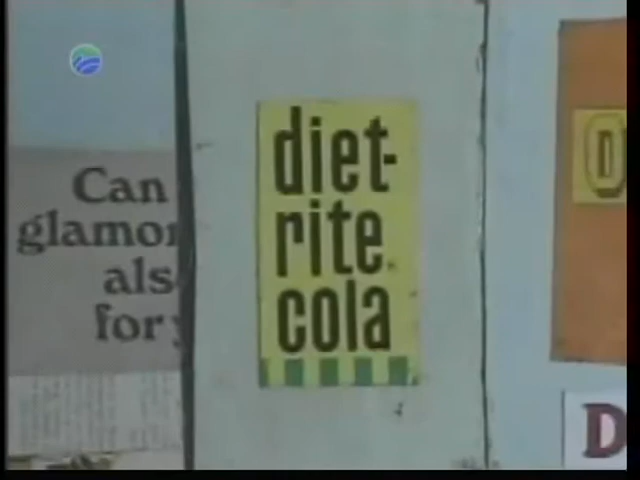 Can
glamor
als
for
diet-
rite
cola
D
D